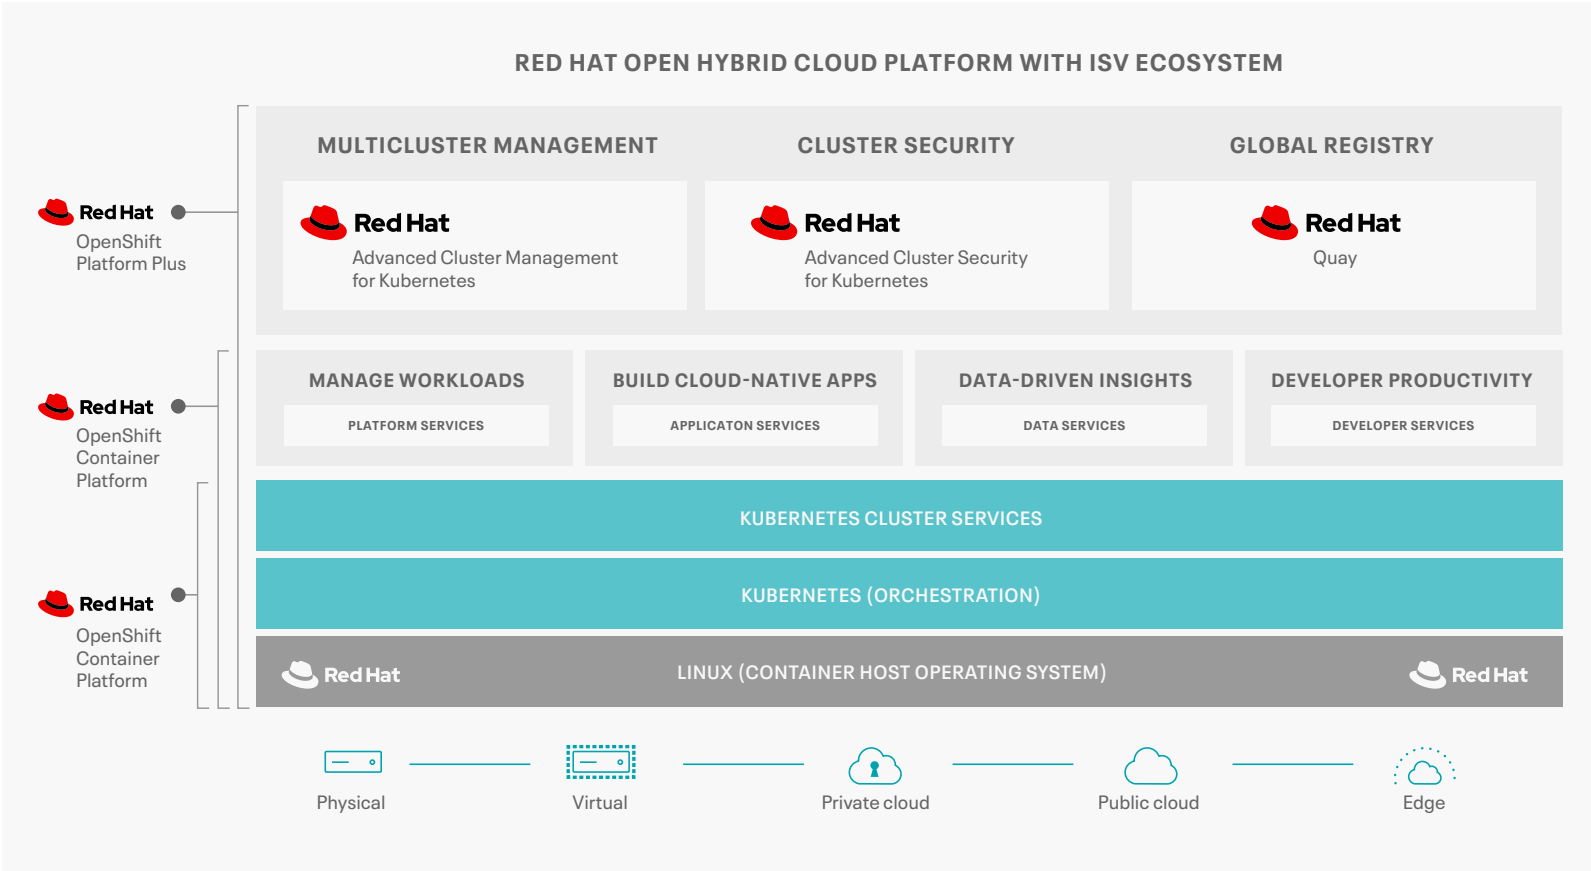 RED HAT OPEN HYBRID CLOUD PLATFORM WITH ISV ECOSYSTEM
MULTICLUSTER MANAGEMENT
CLUSTER SECURITY
GLOBAL REGISTRY
Red Hat
OpenShift
Platform Plus
Red Hat
Advanced Cluster Management
for Kubernetes
Red Hat
Advanced Cluster Security
for Kubernetes
Red Hat
Quay
Red Hat
OpenShift
Container
Platform
MANAGE WORKLOADS
PLATFORM SERVICES
BUILD CLOUD-NATIVE APPS
APPLICATON SERVICES
DATA-DRIVEN INSIGHTS
DATA SERVICES
DEVELOPER PRODUCTIVITY
DEVELOPER SERVICES
KUBERNETES CLUSTER SERVICES
Red Hat
OpenShift
Container
Platform
KUBERNETES (ORCHESTRATION)
Red Hat
LINUX (CONTAINER HOST OPERATING SYSTEM)
Red Hat
Physical
Virtual
Private cloud
Public cloud
Edge